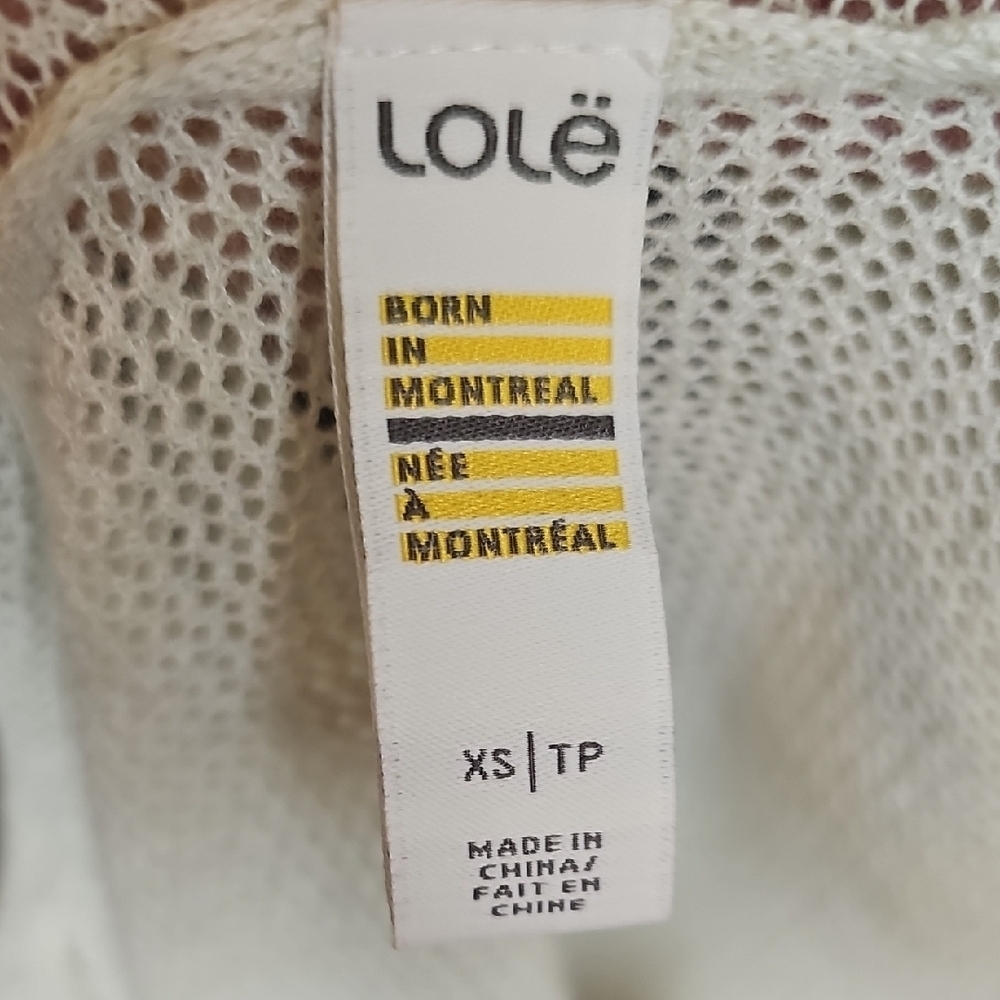 LOLË
BORN
IN
MONTREAL
NÉE
À
MONTRÉAL
XS|TP
MADE IN
CHINA/
FAIT EN
CHINE